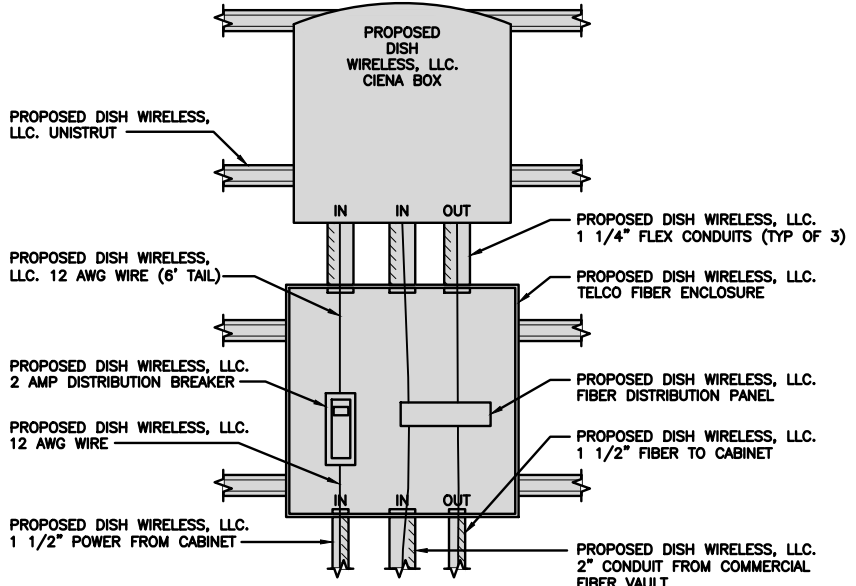 PROPOSED
DISH
WIRELESS, LLC.
CIENA BOX
PROPOSED DISH WIRELESS,
LLC. UNISTRUT
IN
IN
OUT
PROPOSED DISH WIRELESS, LLC.
1 1/4" FLEX CONDUITS (TYP OF 3)
PROPOSED DISH WIRELESS,
LLC. 12 AWG WIRE (6' TAIL)
PROPOSED DISH WIRELESS, LLC.
TELCO FIBER ENCLOSURE
PROPOSED DISH WIRELESS, LLC.
2 AMP DISTRIBUTION BREAKER
PROPOSED DISH WIRELESS, LLC.
FIBER DISTRIBUTION PANEL
PROPOSED DISH WIRELESS, LLC.
12 AWG WIRE
PROPOSED DISH WIRELESS, LLC.
1 1/2" FIBER TO CABINET
IN
IN
OUT
PROPOSED DISH WIRELESS, LLC.
1 1/2" POWER FROM CABINET
PROPOSED DISH WIRELESS, LLC.
2" CONDUIT FROM COMMERCIAL
FIBER VAULT